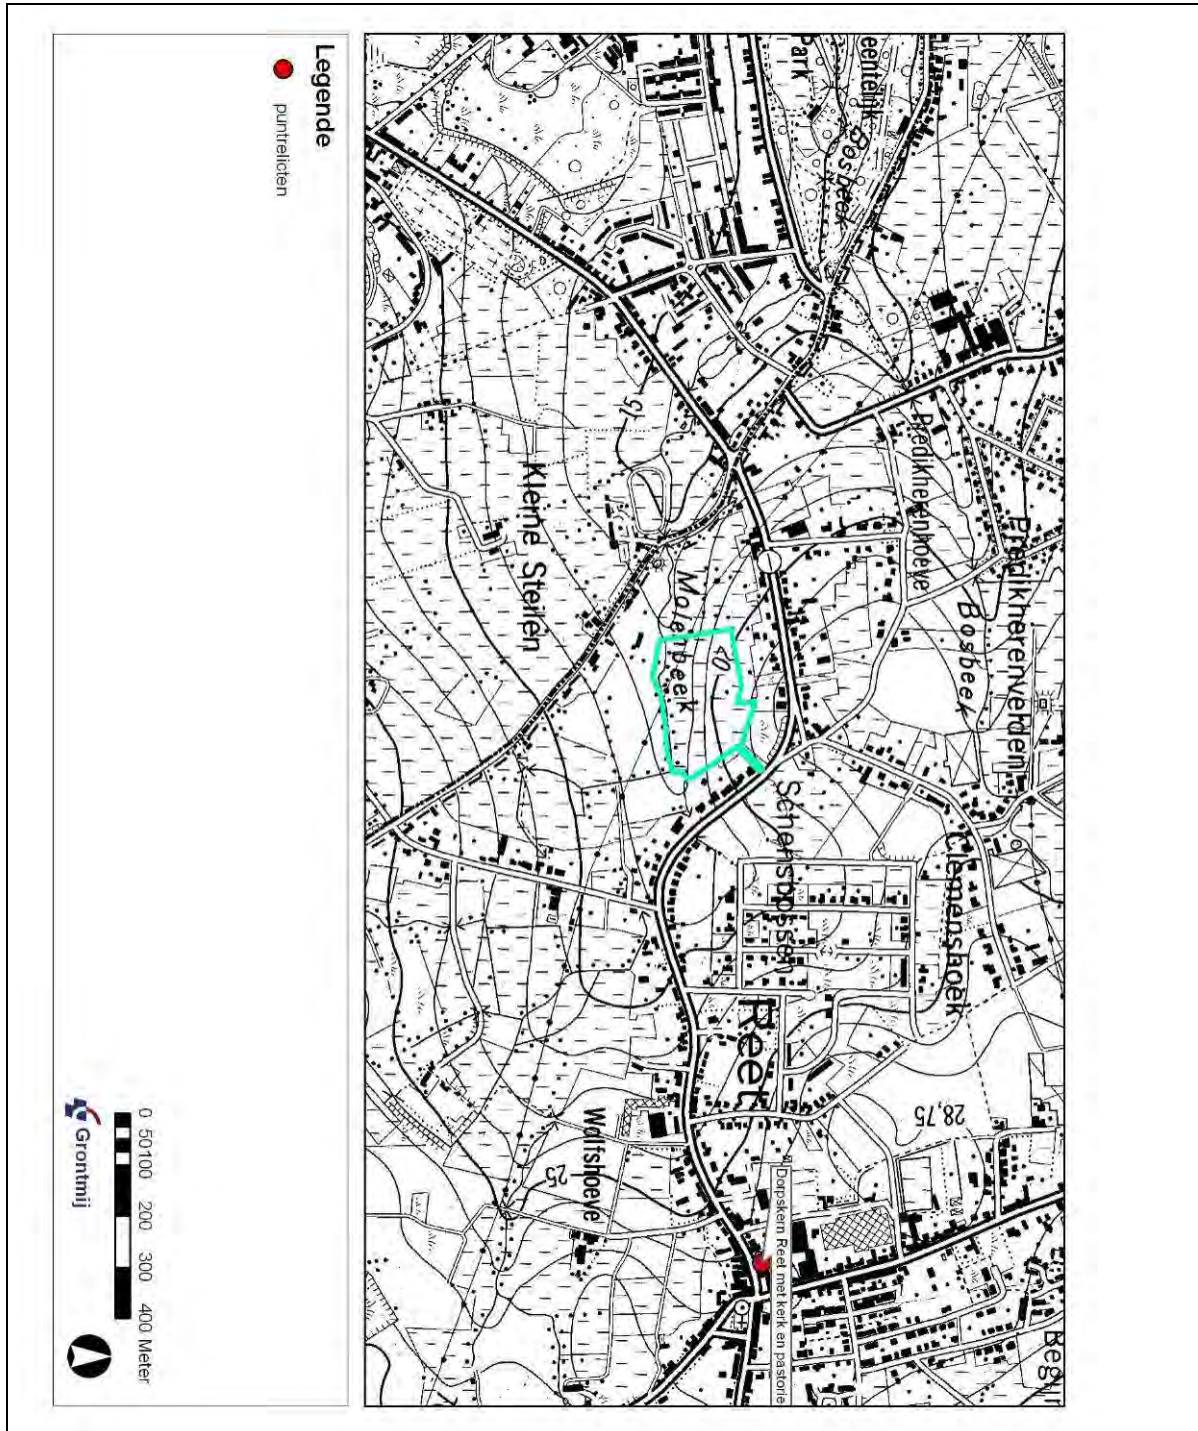 Legende
puntrelicten
Park
Bosbeek
Predikherenhoeve
Predikherenvelden
Bosbeek
Kleine Steilen
Molenbeek
15
20
Schensbossen
Clemenshoek
Reet
28,75
Wolfshoeve
25
Dorpskern Reet met kerk en pastorie
0 50100 200 300 400 Meter
Grontmij